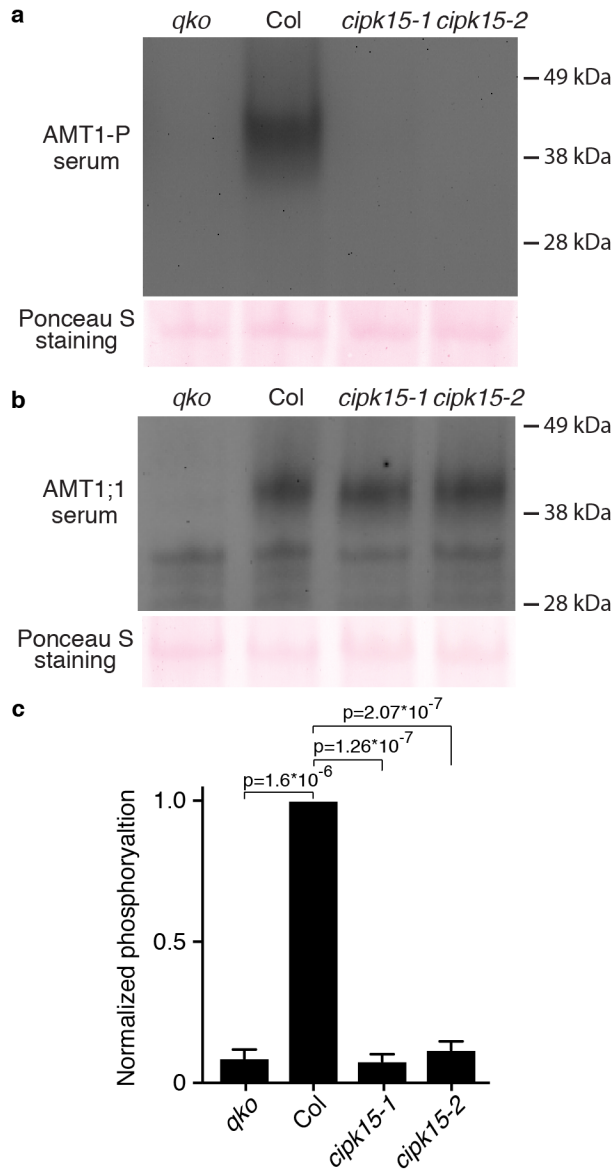 a
qko Col cipk15-1 cipk15-2
AMT1-P
serum
49 kDa
38 kDa
28 kDa
Ponceau S
staining
b
qko Col cipk15-1 cipk15-2
AMT1;1
serum
49 kDa
38 kDa
28 kDa
Ponceau S
staining
c
p=2.07*10-7
p=1.26*10-7
p=1.6*10-6
Normalized phosphoryaltion
1.0
0.5
0
qko Col cipk15-1 cipk15-2